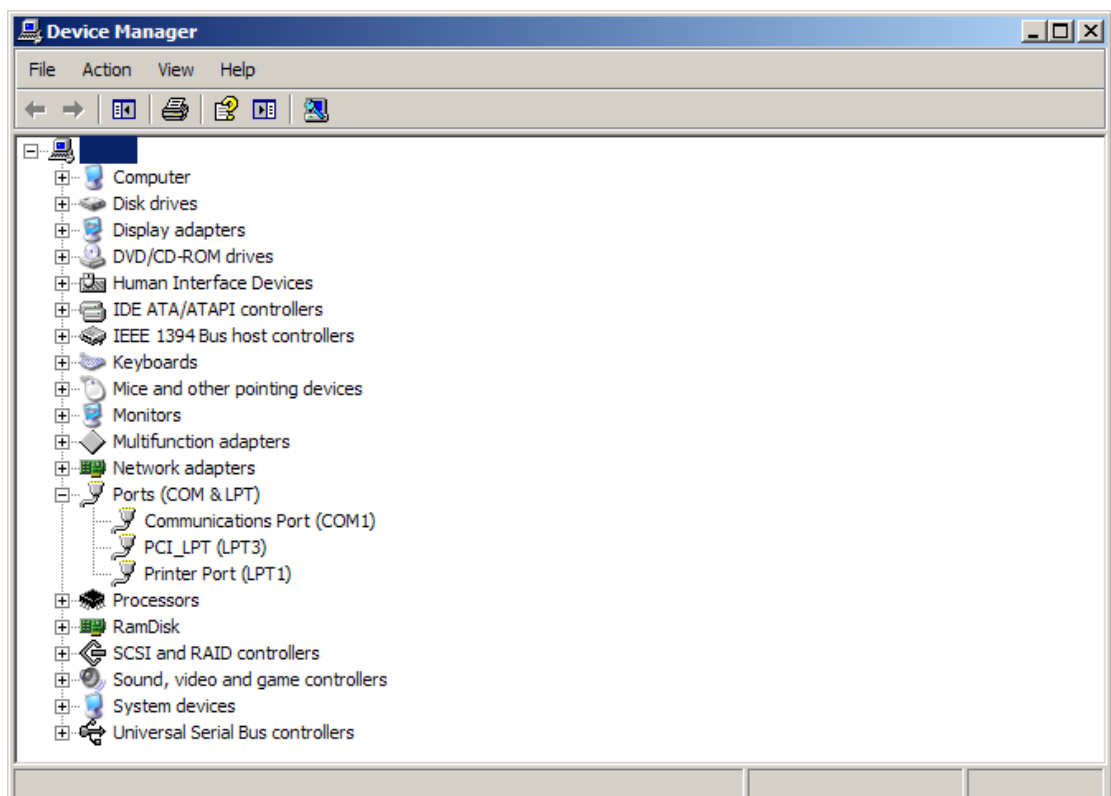 Device Manager
File Action View Help
Computer
Disk drives
Display adapters
DVD/CD-ROM drives
Human Interface Devices
IDE ATA/ATAPI controllers
IEEE 1394 Bus host controllers
Keyboards
Mice and other pointing devices
Monitors
Multifunction adapters
Network adapters
Ports (COM & LPT)
Communications Port (COM1)
PCI_LPT (LPT3)
Printer Port (LPT1)
Processors
RamDisk
SCSI and RAID controllers
Sound, video and game controllers
System devices
Universal Serial Bus controllers